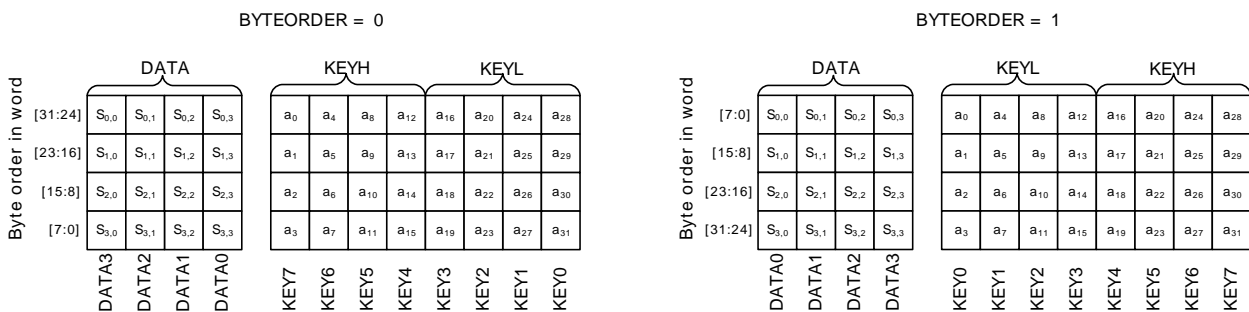 BYTEORDER = 0
DATA KEYH KEYL
Byte order in word
[31:24] S0,0 S0,1 S0,2 S0,3 a0 a4 a8 a12 a16 a20 a24 a28
[23:16] S1,0 S1,1 S1,2 S1,3 a1 a5 a9 a13 a17 a21 a25 a29
[15:8] S2,0 S2,1 S2,2 S2,3 a2 a6 a10 a14 a18 a22 a26 a30
[7:0] S3,0 S3,1 S3,2 S3,3 a3 a7 a11 a15 a19 a23 a27 a31
DATA3 DATA2 DATA1 DATA0 KEY7 KEY6 KEY5 KEY4 KEY3 KEY2 KEY1 KEY0
BYTEORDER = 1
DATA KEYL KEYH
Byte order in word
[7:0] S0,0 S0,1 S0,2 S0,3 a0 a4 a8 a12 a16 a20 a24 a28
[15:8] S1,0 S1,1 S1,2 S1,3 a1 a5 a9 a13 a17 a21 a25 a29
[23:16] S2,0 S2,1 S2,2 S2,3 a2 a6 a10 a14 a18 a22 a26 a30
[31:24] S3,0 S3,1 S3,2 S3,3 a3 a7 a11 a15 a19 a23 a27 a31
DATA0 DATA1 DATA2 DATA3 KEY0 KEY1 KEY2 KEY3 KEY4 KEY5 KEY6 KEY7